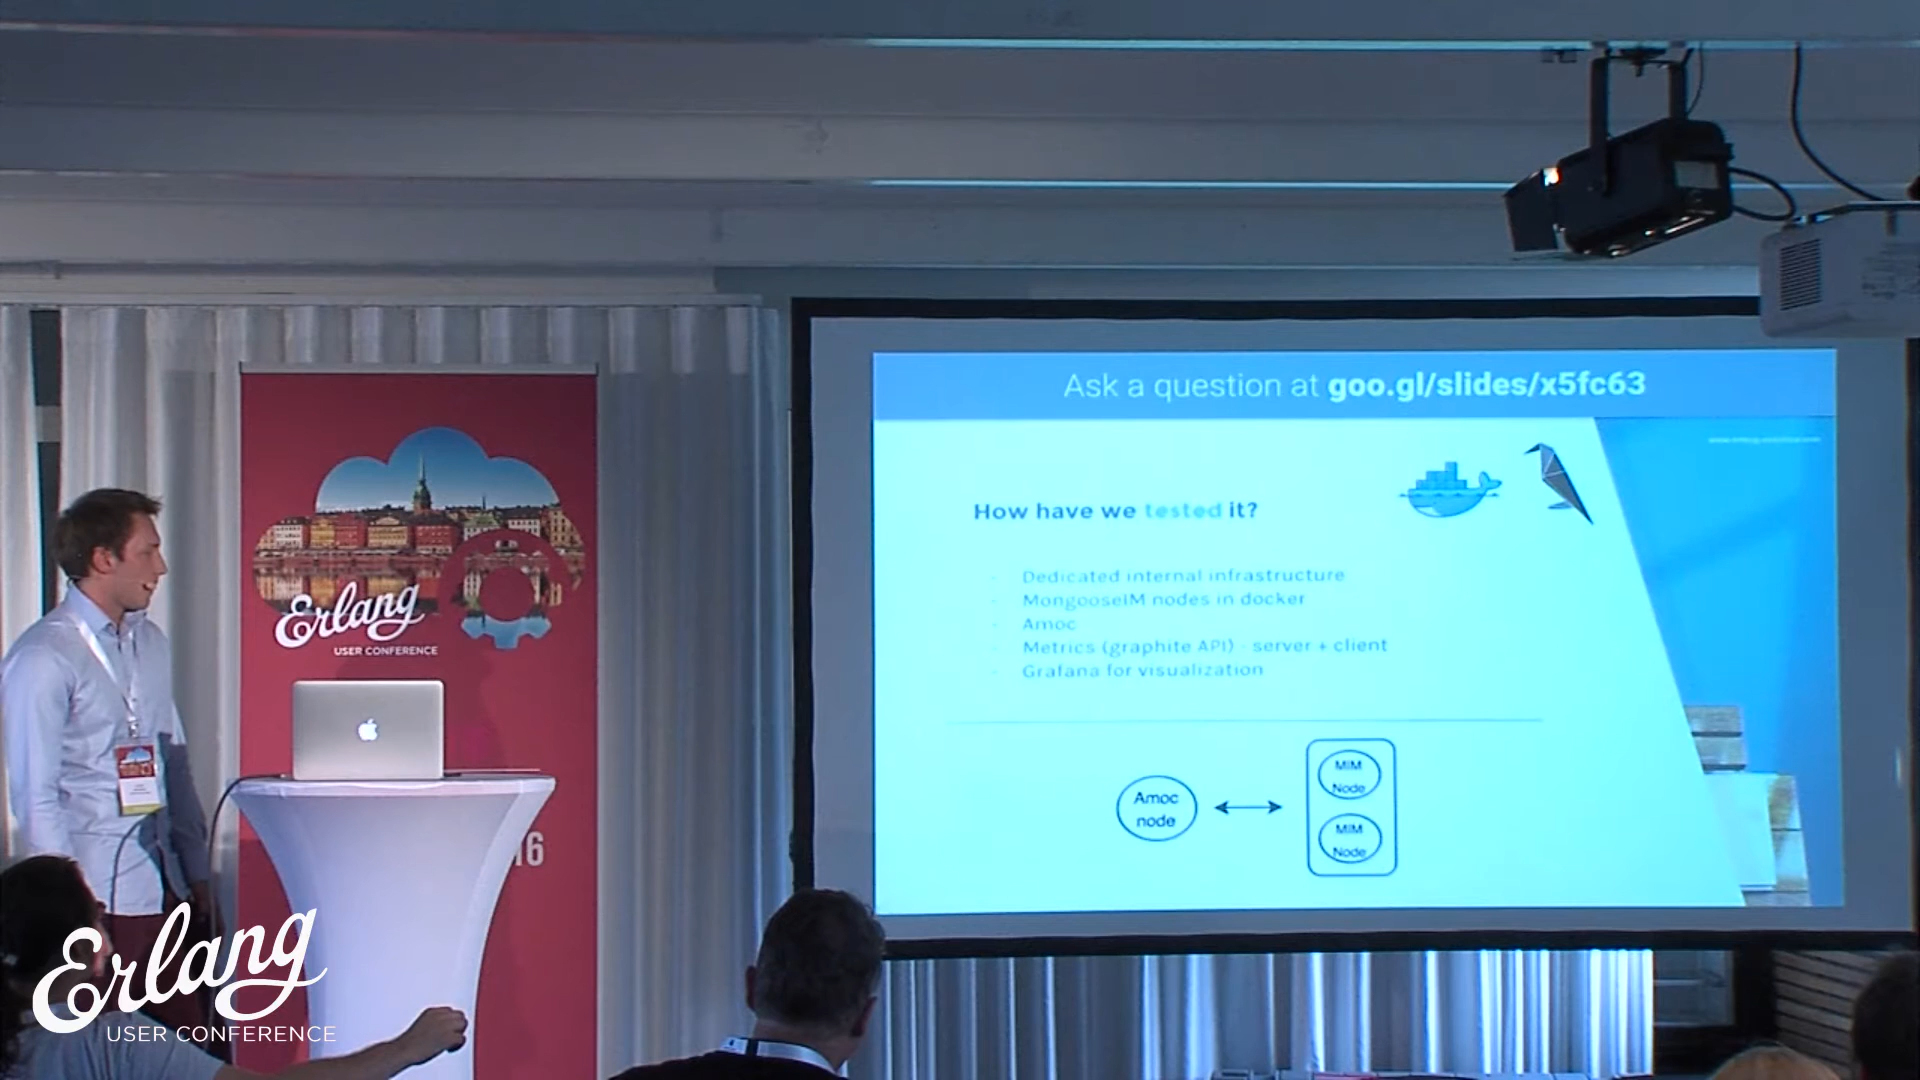 Ask a question at goo.gl/slides/x5fc63
How have we tested it?
- Dedicated internal infrastructure
- MongooseIM nodes in docker
- Amoc
- Metrics (graphite API) - server + client
- Grafana for visualization
Amoc
node
MIM
Node
MIM
Node
Erlang
USER CONFERENCE
16
Erlang
USER CONFERENCE